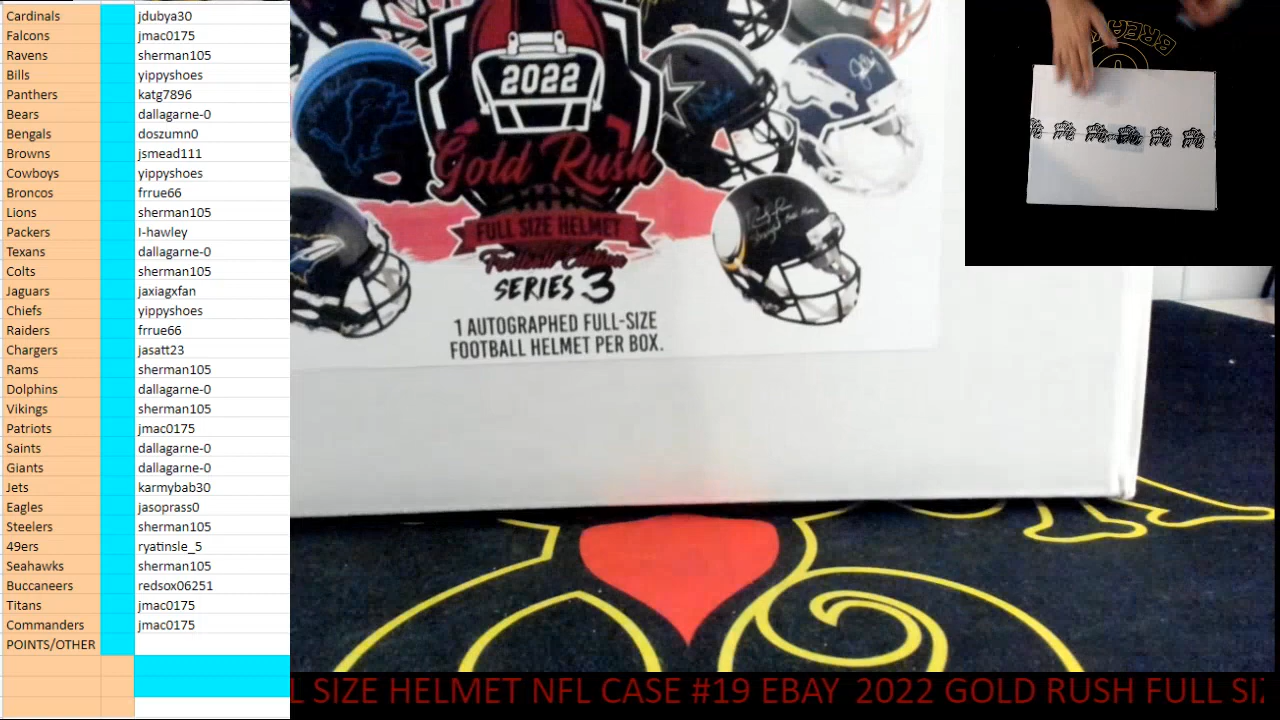 Cardinals jdubya30
Falcons jmac0175
Ravens sherman105
Bills yippyshoes
Panthers katg7896
Bears dallagarne-0
Bengals doszumn0
Browns jsmead111
Cowboys yippyshoes
Broncos frrue66
Lions sherman105
Packers I-hawley
Texans dallagarne-0
Colts sherman105
Jaguars jaxiagxfan
Chiefs yippyshoes
Raiders frrue66
Chargers jasatt23
Rams sherman105
Dolphins dallagarne-0
Vikings sherman105
Patriots jmac0175
Saints dallagarne-0
Giants dallagarne-0
Jets karmybab30
Eagles jasoprass0
Steelers sherman105
49ers ryatinsle_5
Seahawks sherman105
Buccaneers redsox06251
Titans jmac0175
Commanders jmac0175
POINTS/OTHER
2022
Gold Rush
FULL SIZE HELMET
Football Edition
SERIES 3
1 AUTOGRAPHED FULL-SIZE
FOOTBALL HELMET PER BOX.
BREAK
L SIZE HELMET NFL CASE #19 EBAY 2022 GOLD RUSH FULL SIZ